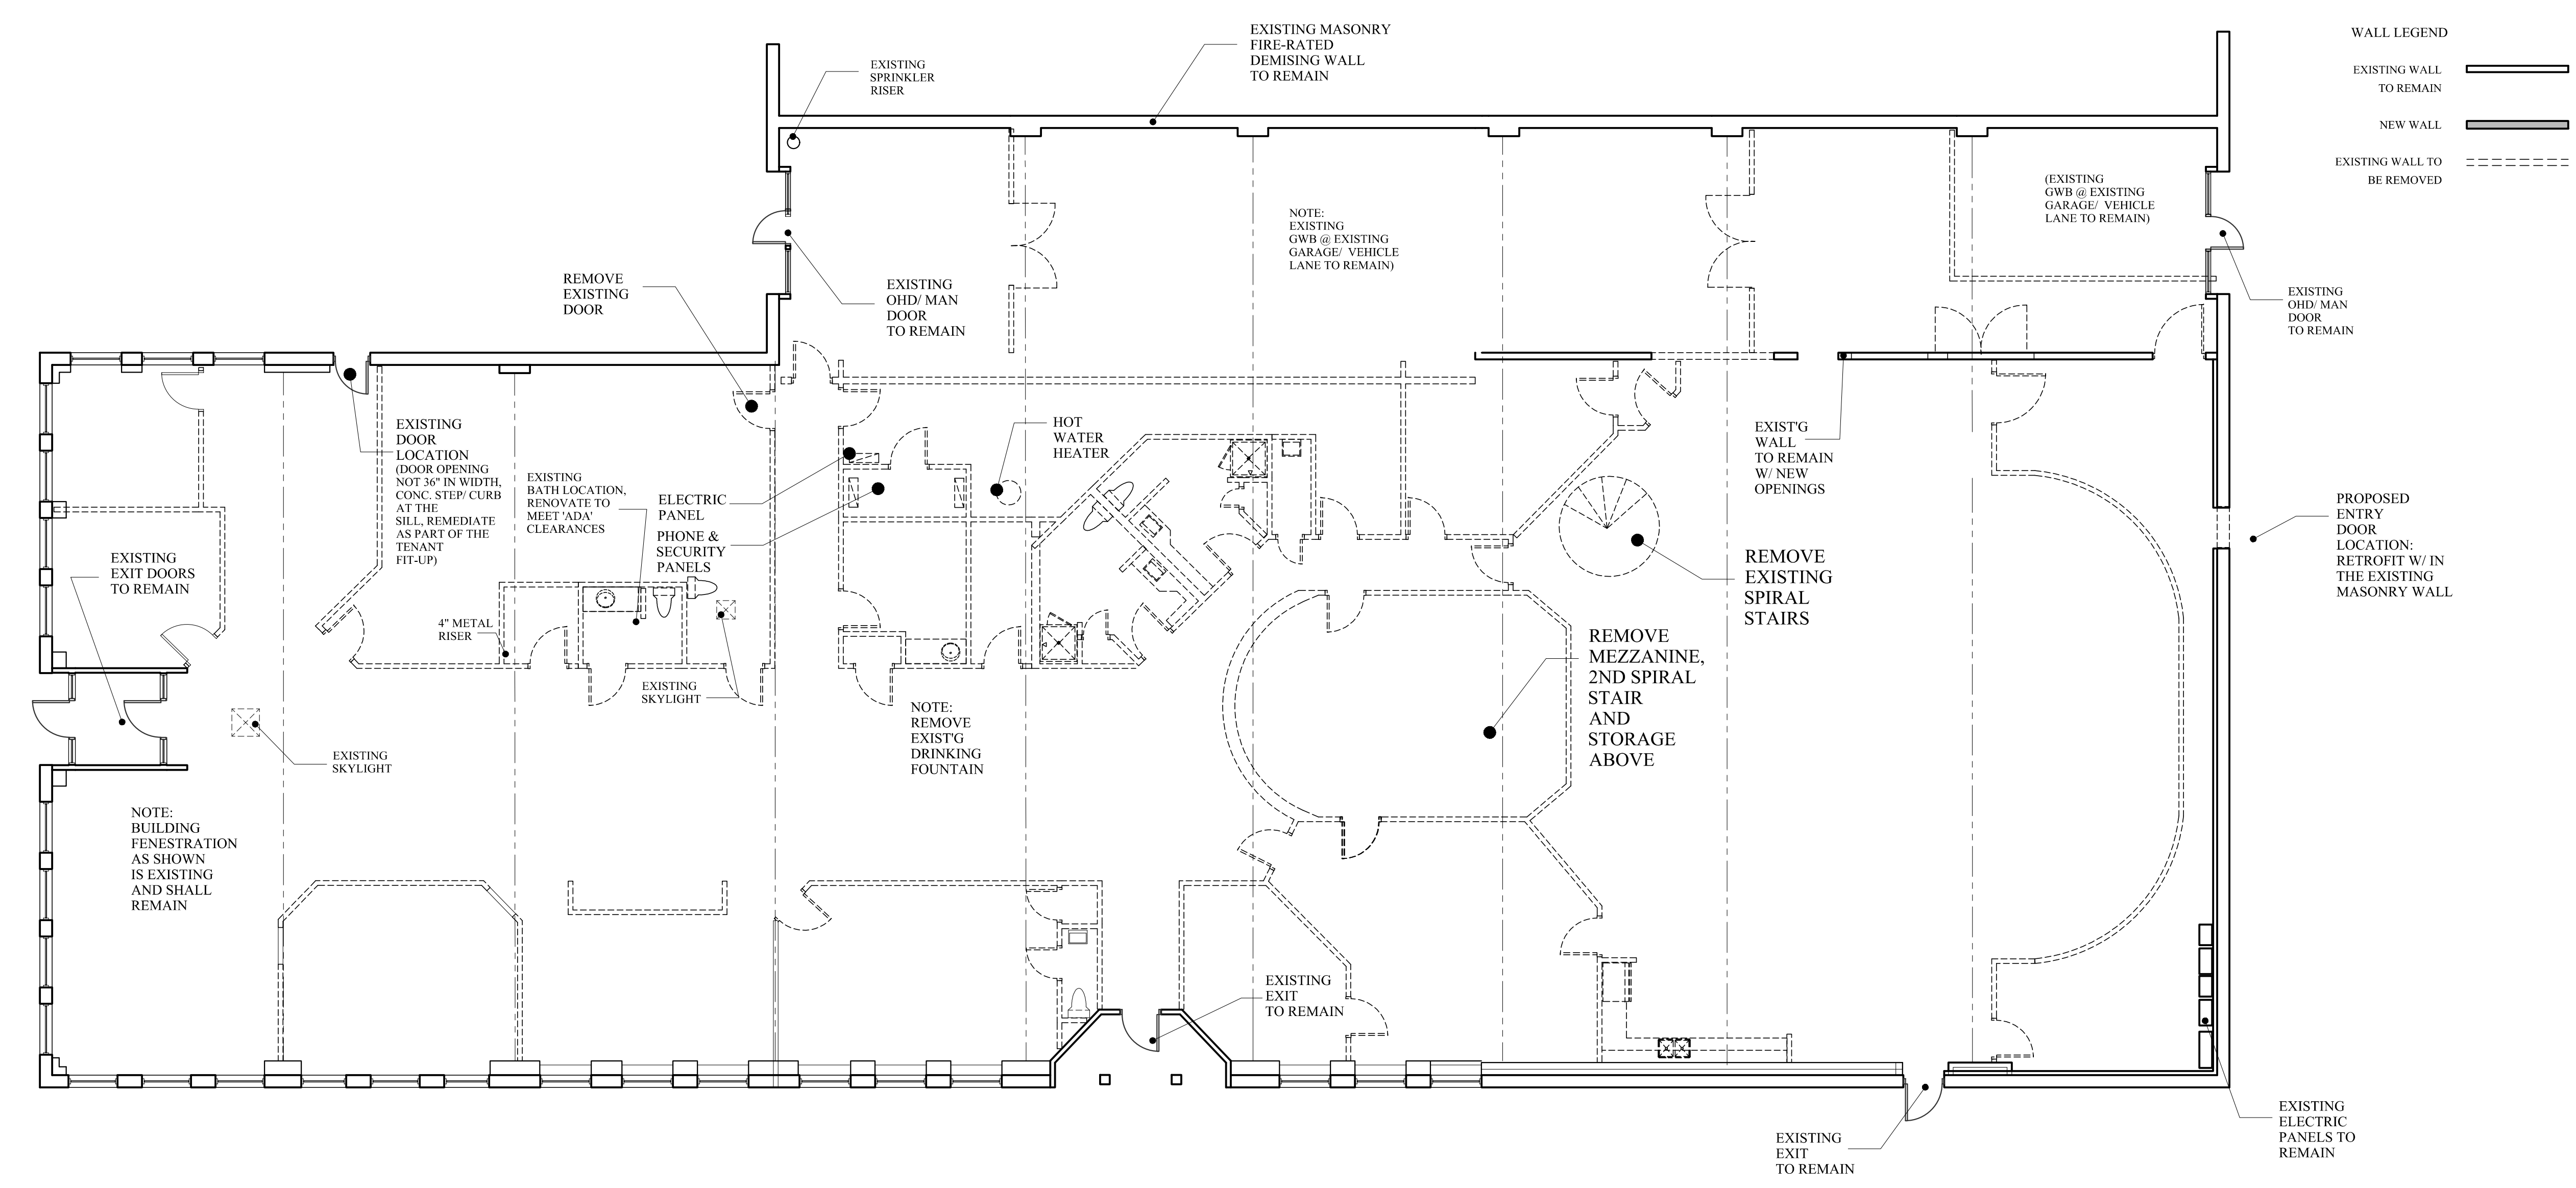 EXISTING MASONRY
FIRE-RATED
DEMISING WALL
TO REMAIN
WALL LEGEND
EXISTING WALL
TO REMAIN
NEW WALL
EXISTING WALL TO
BE REMOVED
EXISTING
SPRINKLER
RISER
(EXISTING
GWB @ EXISTING
GARAGE/ VEHICLE
LANE TO REMAIN)
NOTE:
EXISTING
GWB @ EXISTING
GARAGE/ VEHICLE
LANE TO REMAIN)
REMOVE
EXISTING
DOOR
EXISTING
OHD/ MAN
DOOR
TO REMAIN
EXISTING
OHD/ MAN
DOOR
TO REMAIN
EXISTING
DOOR
LOCATION
(DOOR OPENING
NOT 36" IN WIDTH,
CONC. STEP/ CURB
AT THE
SILL, REMEDIATE
AS PART OF THE
TENANT
FIT-UP)
EXISTING
BATH LOCATION,
RENOVATE TO
MEET 'ADA'
CLEARANCES
ELECTRIC
PANEL
PHONE &
SECURITY
PANELS
HOT
WATER
HEATER
EXIST'G
WALL
TO REMAIN
W/ NEW
OPENINGS
PROPOSED
ENTRY
DOOR
LOCATION:
RETROFIT W/ IN
THE EXISTING
MASONRY WALL
EXISTING
EXIT DOORS
TO REMAIN
REMOVE
EXISTING
SPIRAL
STAIRS
4" METAL
RISER
REMOVE
MEZZANINE,
2ND SPIRAL
STAIR
AND
STORAGE
ABOVE
EXISTING
SKYLIGHT
NOTE:
REMOVE
EXIST'G
DRINKING
FOUNTAIN
EXISTING
SKYLIGHT
NOTE:
BUILDING
FENESTRATION
AS SHOWN
IS EXISTING
AND SHALL
REMAIN
EXISTING
EXIT
TO REMAIN
EXISTING
EXIT
TO REMAIN
EXISTING
ELECTRIC
PANELS TO
REMAIN